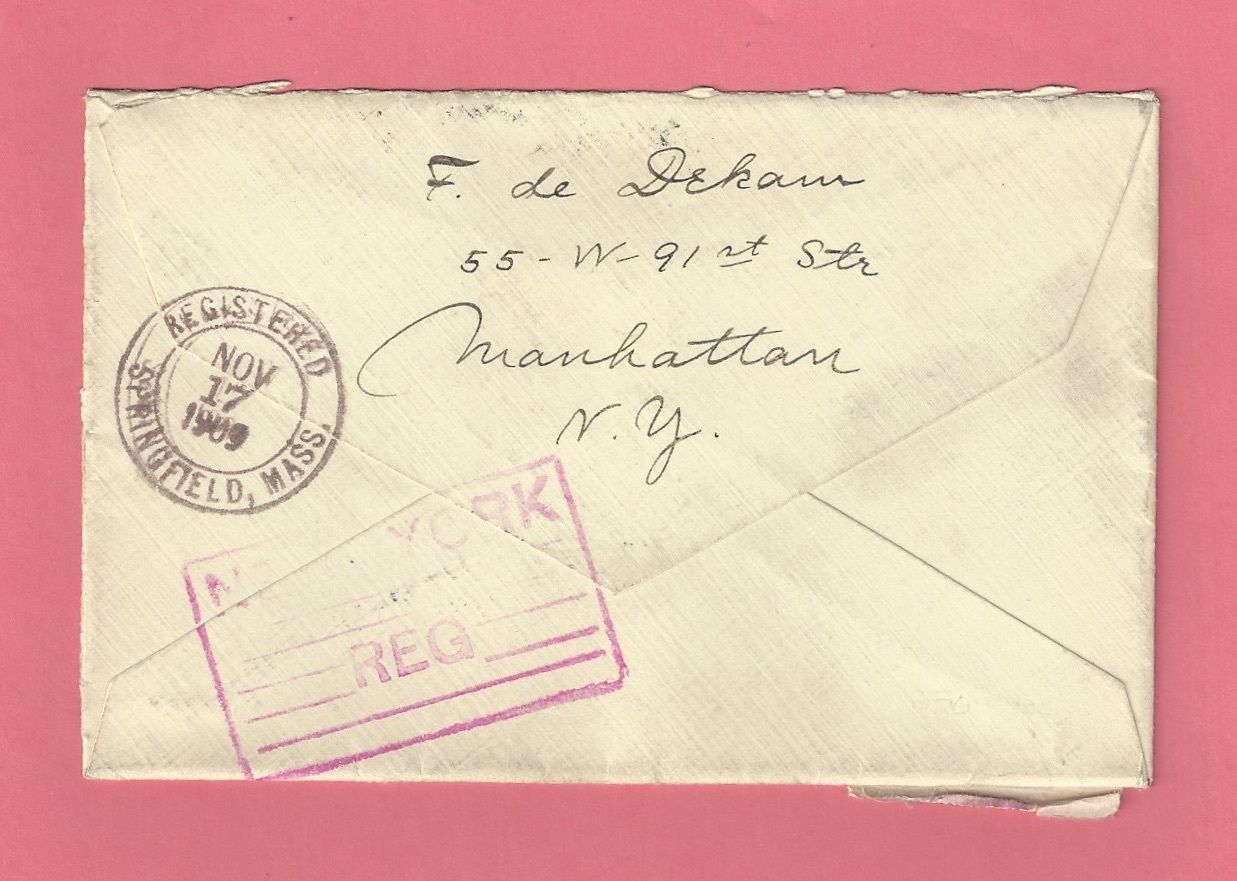 F. de Dekam
55-W-91st Str
Manhattan
N.Y.
REGISTERED
NOV
17
1909
SPRINGFIELD, MASS.
YORK
REG